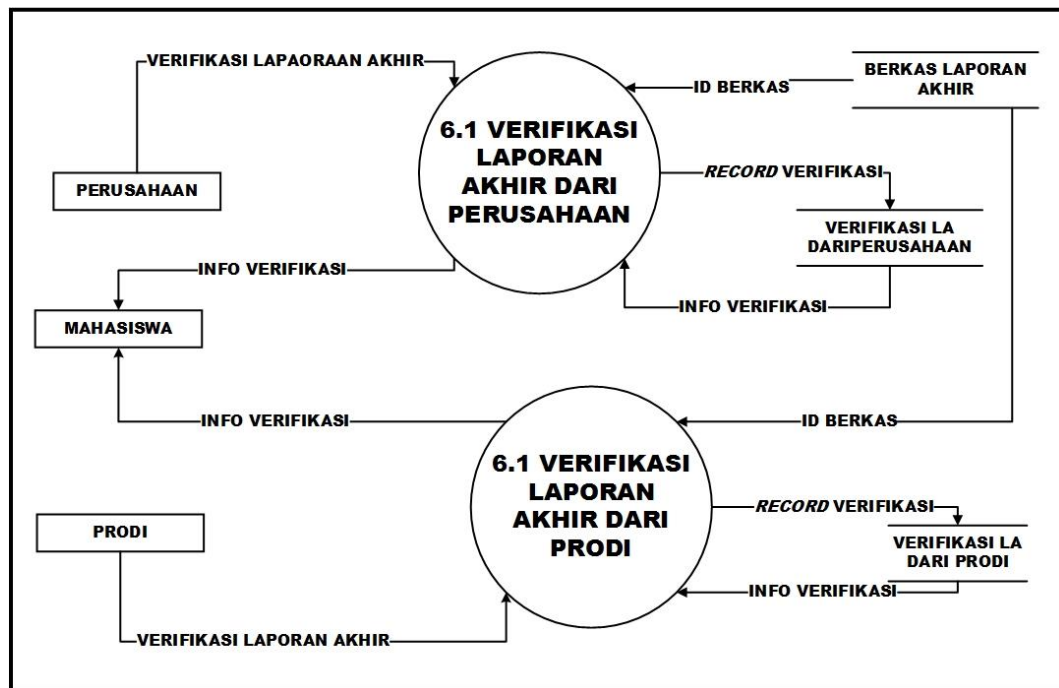 VERIFIKASI LAPAORAAN AKHIR
BERKAS LAPORAN
AKHIR
ID BERKAS
6.1 VERIFIKASI
LAPORAN
AKHIR DARI
PERUSAHAAN
RECORD VERIFIKASI
PERUSAHAAN
VERIFIKASI LA
DARIPERUSAHAAN
INFO VERIFIKASI
INFO VERIFIKASI
MAHASISWA
INFO VERIFIKASI
ID BERKAS
6.1 VERIFIKASI
LAPORAN
AKHIR DARI
PRODI
RECORD VERIFIKASI
PRODI
VERIFIKASI LA
DARI PRODI
INFO VERIFIKASI
VERIFIKASI LAPORAN AKHIR